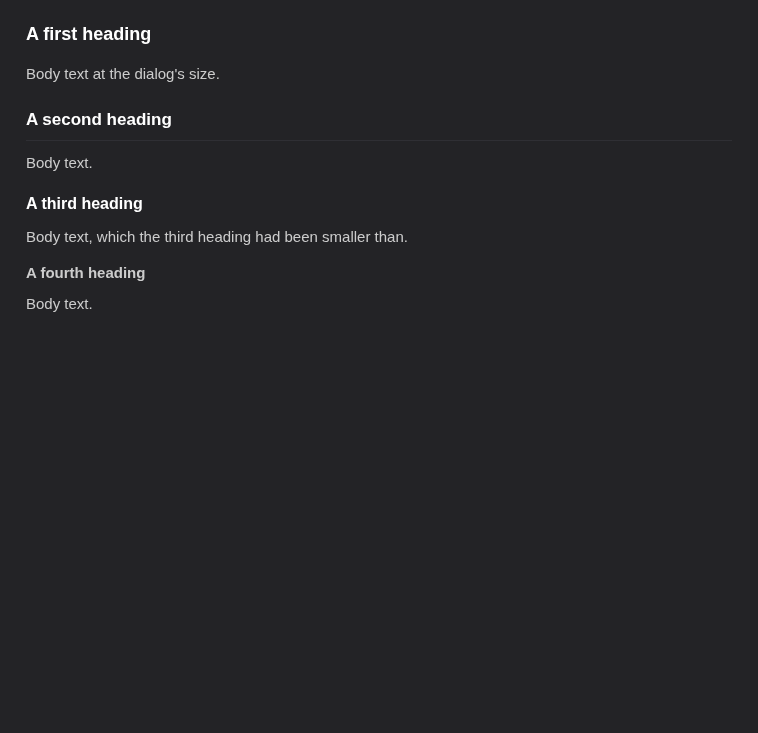 A first heading
Body text at the dialog's size.
A second heading
Body text.
A third heading
Body text, which the third heading had been smaller than.
A fourth heading
Body text.